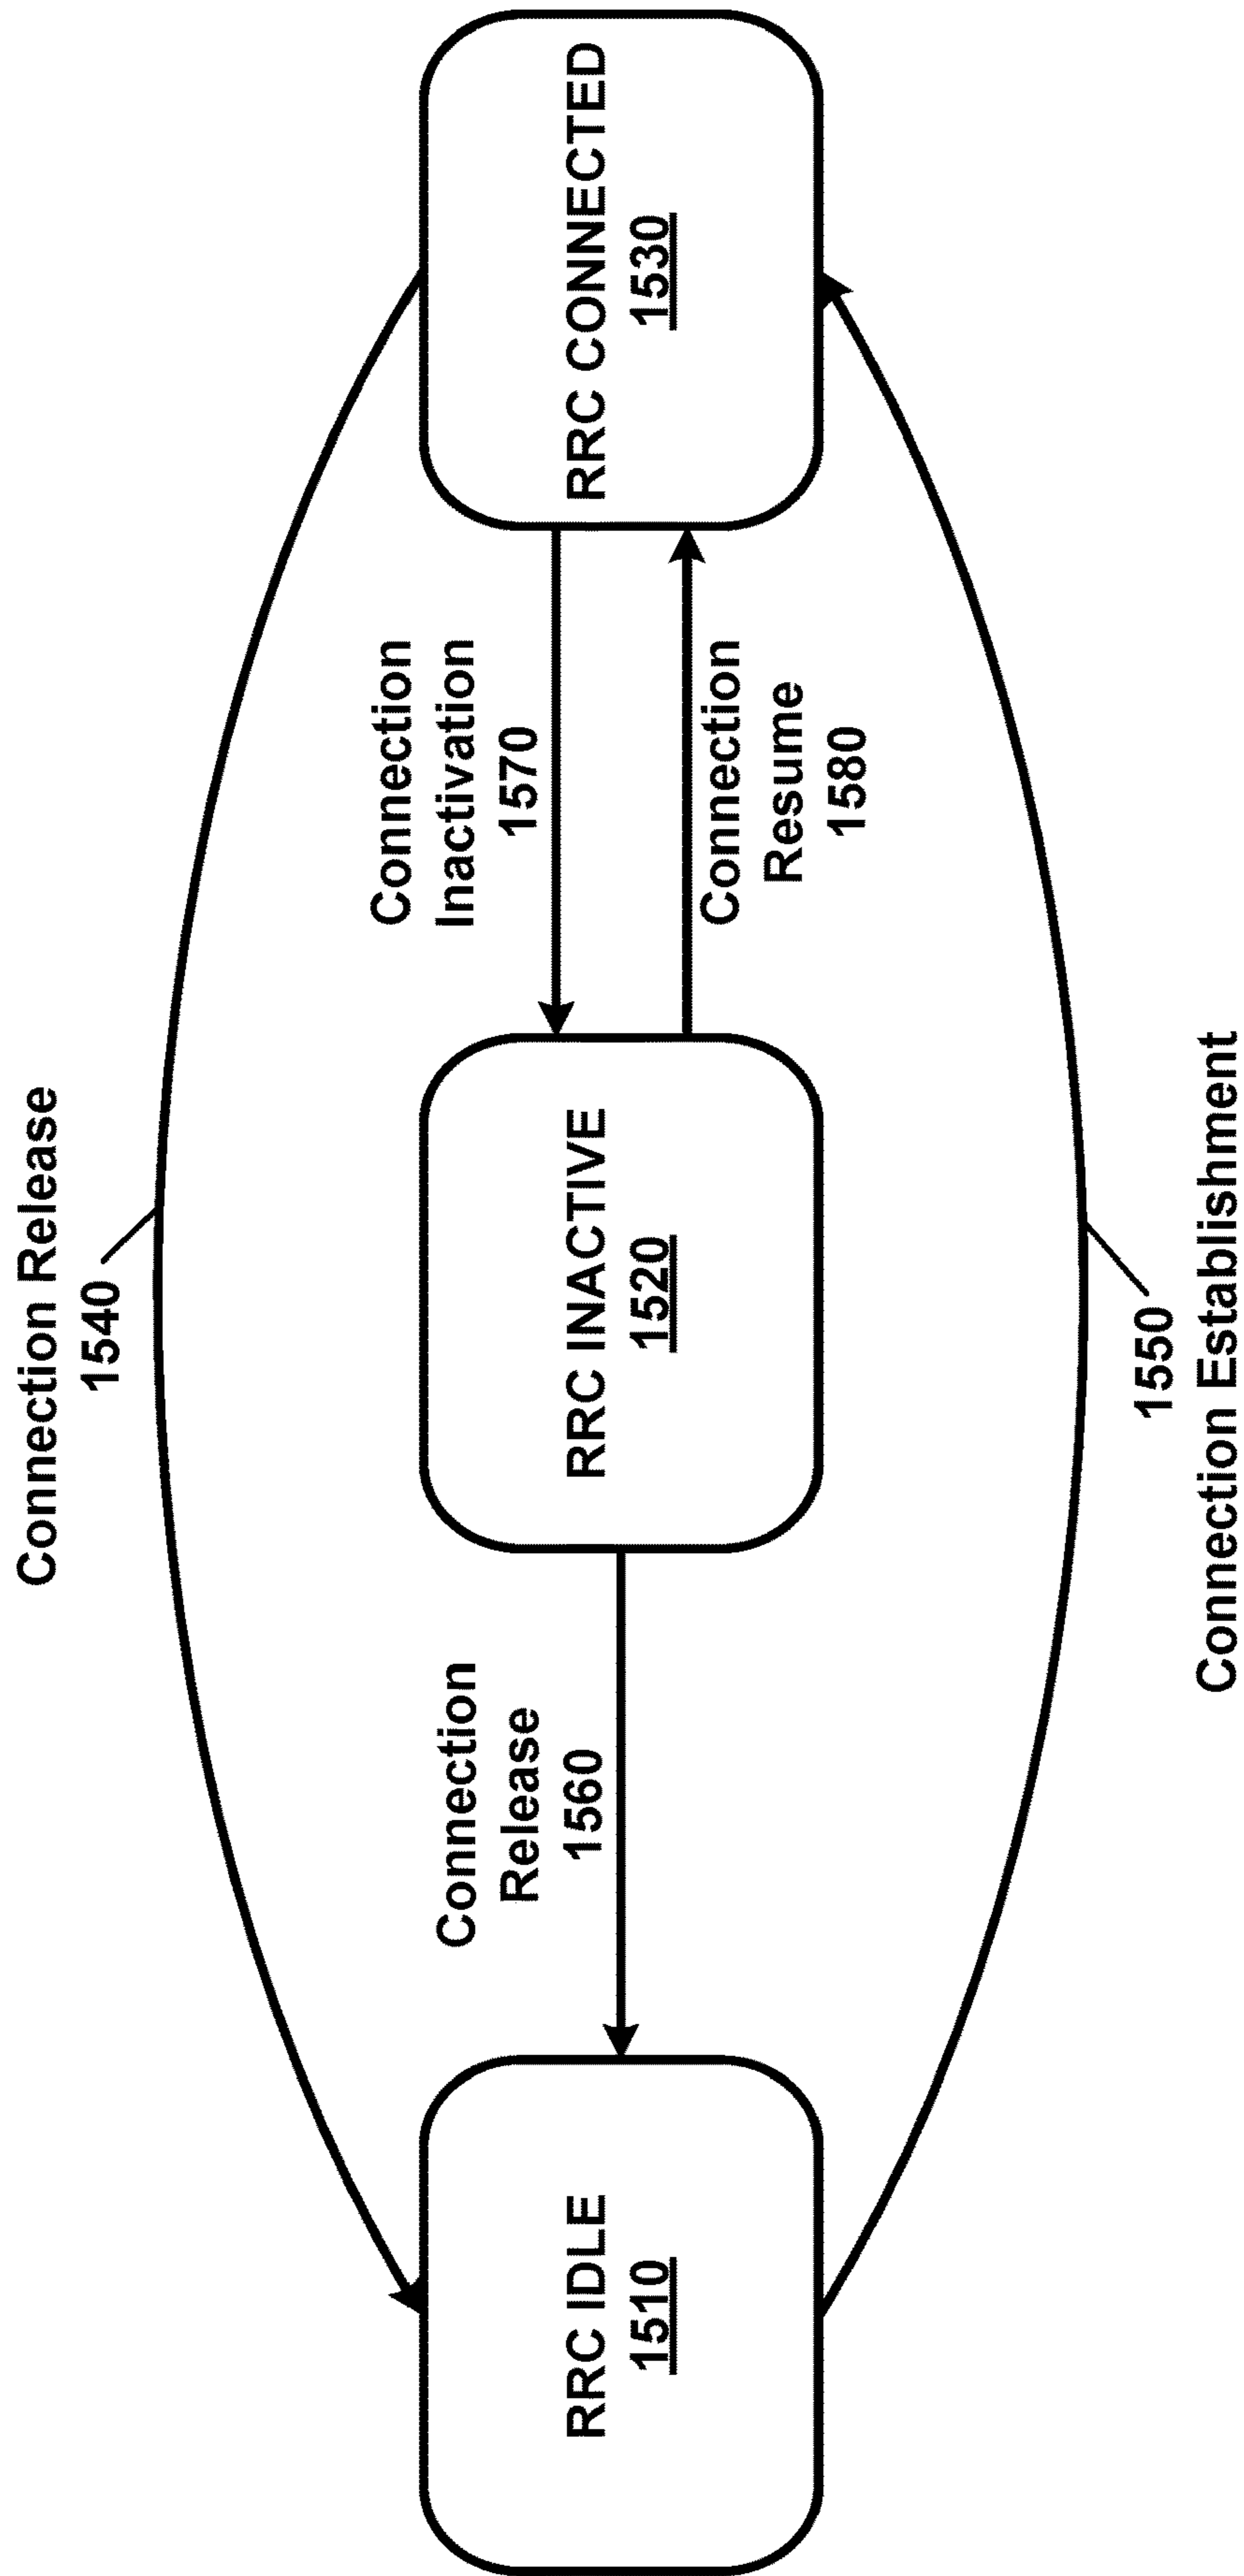 Connection Release
1540
RRC IDLE
1510
Connection
Release
1560
RRC INACTIVE
1520
Connection
Inactivation
1570
Connection
Resume
1580
RRC CONNECTED
1530
1550
Connection Establishment